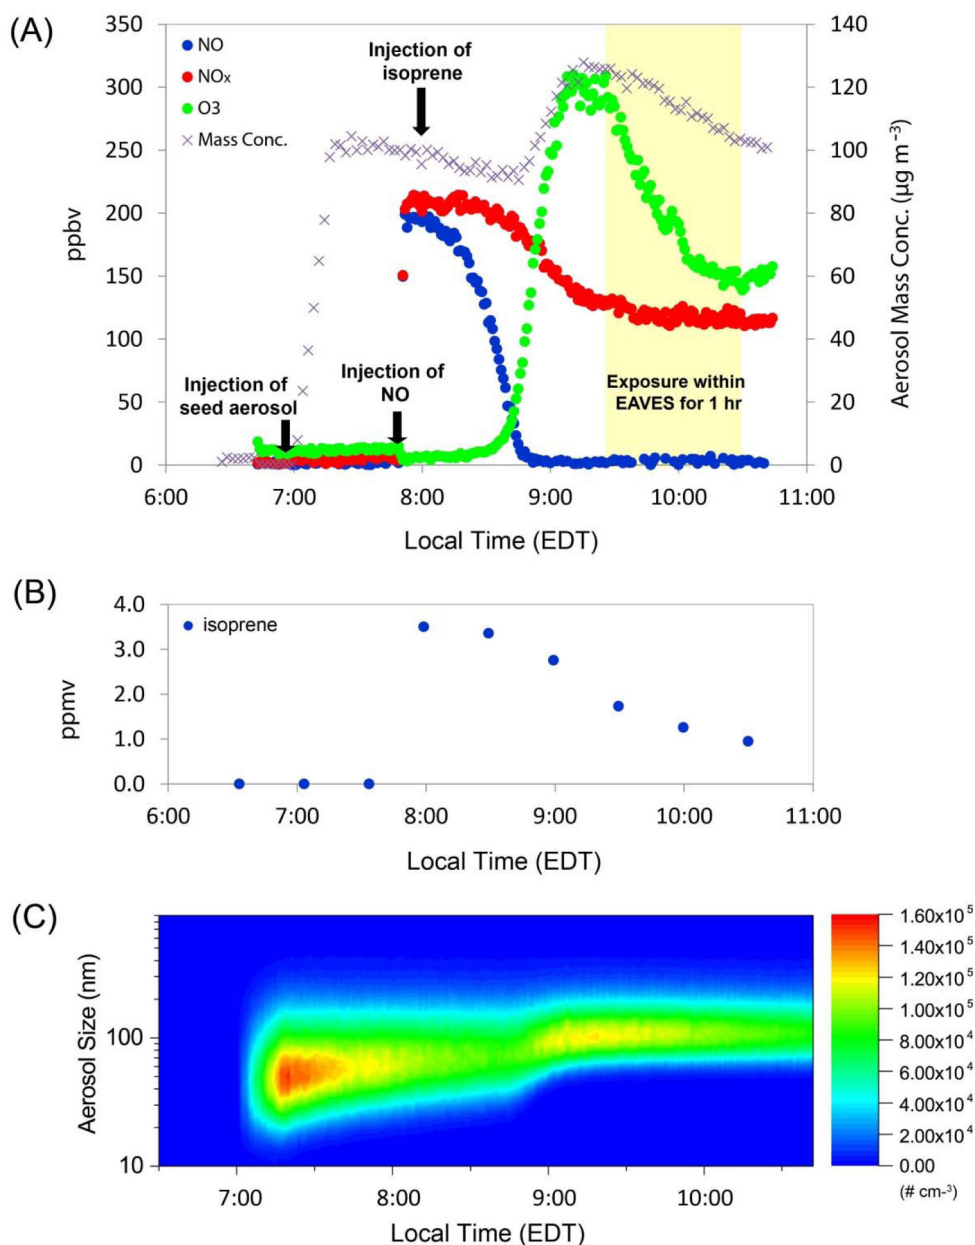 (A)
350
300
250
200
150
100
50
0
ppbv
NO
NOx
O3
Mass Conc.
Injection of
isoprene
Injection of
seed aerosol
Injection of
NO
Exposure within
EAVES for 1 hr
140
120
100
80
60
40
20
0
Aerosol Mass Conc. (µg m-3)
6:00 7:00 8:00 9:00 10:00 11:00
Local Time (EDT)
(B)
4.0
3.0
2.0
1.0
0.0
ppmv
isoprene
6:00 7:00 8:00 9:00 10:00 11:00
Local Time (EDT)
(C)
Aerosol Size (nm)
100
10
7:00 8:00 9:00 10:00
Local Time (EDT)
1.60x10⁵
1.40x10⁵
1.20x10⁵
1.00x10⁵
8.00x10⁴
6.00x10⁴
4.00x10⁴
2.00x10⁴
0.00
(# cm-³)